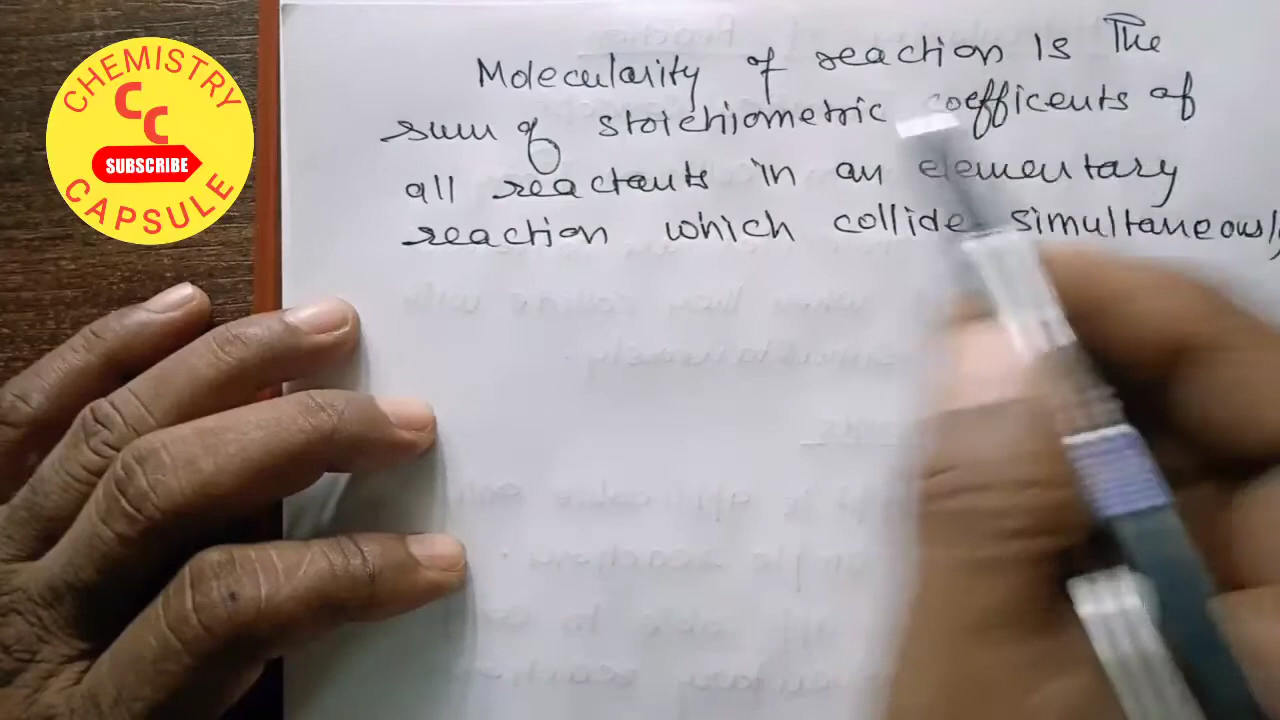 CHEMISTRY
CC
SUBSCRIBE
CAPSULE
Molecularity of reaction is The
sum of stoichiometric coefficents of
all reactants in an elementary
reaction which collide simultaneously